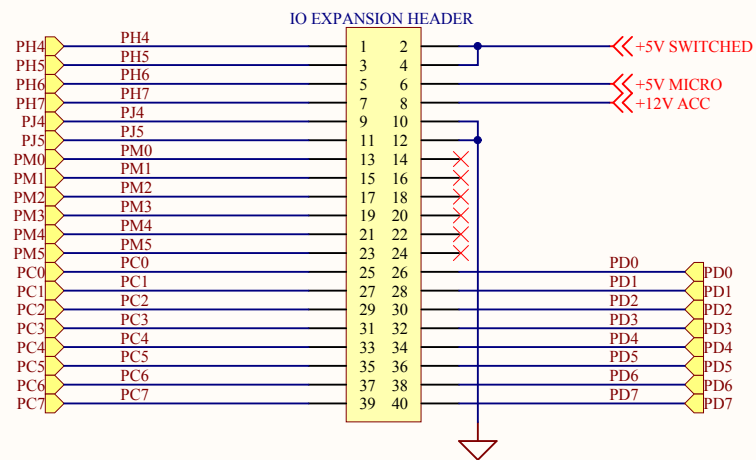 IO EXPANSION HEADER
PH4 PH4 1 2 +5V SWITCHED
PH5 PH5 3 4
PH6 PH6 5 6 +5V MICRO
PH7 PH7 7 8 +12V ACC
PJ4 PJ4 9 10
PJ5 PJ5 11 12
PM0 PM0 13 14
PM1 PM1 15 16
PM2 PM2 17 18
PM3 PM3 19 20
PM4 PM4 21 22
PM5 PM5 23 24
PC0 PC0 25 26 PD0 PD0
PC1 PC1 27 28 PD1 PD1
PC2 PC2 29 30 PD2 PD2
PC3 PC3 31 32 PD3 PD3
PC4 PC4 33 34 PD4 PD4
PC5 PC5 35 36 PD5 PD5
PC6 PC6 37 38 PD6 PD6
PC7 PC7 39 40 PD7 PD7